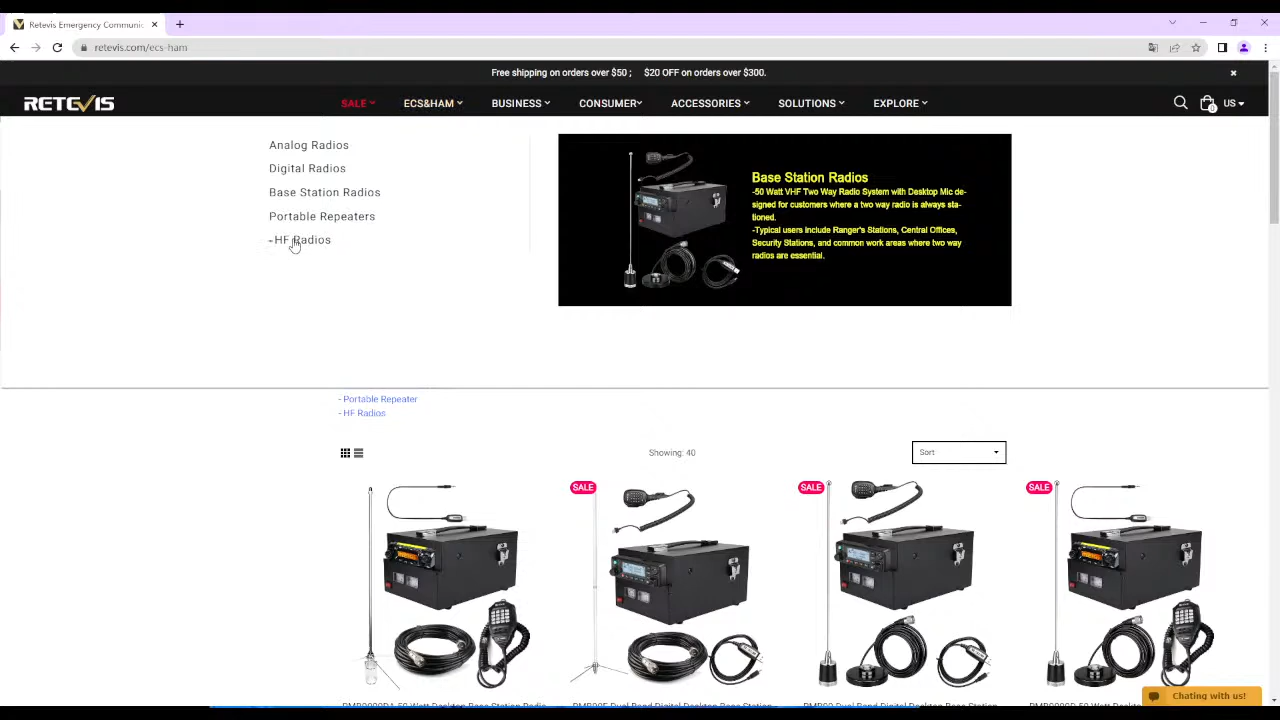 Retevis Emergency Communic
retevis.com/ecs-ham
Free shipping on orders over $50 ; $20 OFF on orders over $300.
RETEVIS
SALE
ECS&HAM
BUSINESS
CONSUMER
ACCESSORIES
SOLUTIONS
EXPLORE
0
US
Analog Radios
Digital Radios
Base Station Radios
Portable Repeaters
-HF Radios
Base Station Radios
-50 Watt VHF Two Way Radio System with Desktop Mic de-
signed for customers where a two way radio is always sta-
tioned.
-Typical users include Ranger's Stations, Central Offices,
Security Stations, and common work areas where two way
radios are essential.
- Portable Repeater
- HF Radios
Showing: 40
Sort
SALE
SALE
SALE
Chating with us!